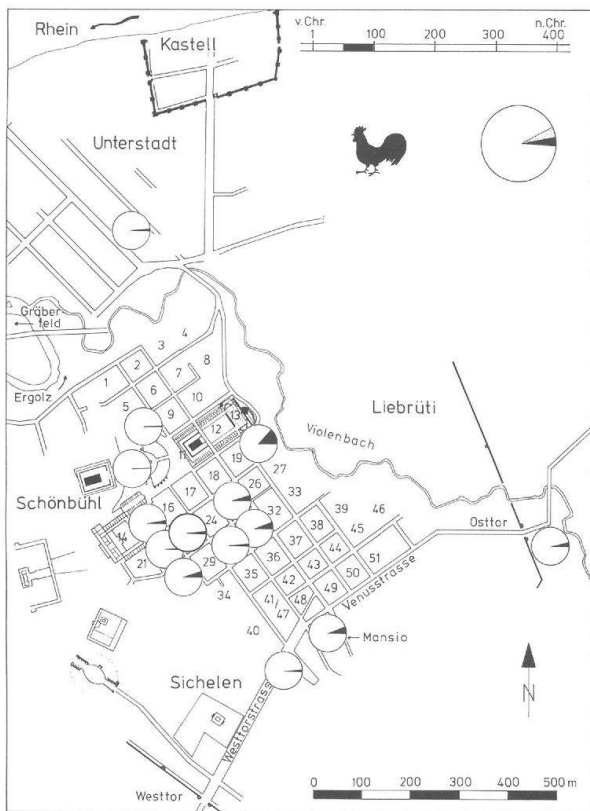 Rhein
Kastell
v. Chr.
n. Chr.
1
100
200
300
400
Unterstadt
Gräber
feld
Ergolz
3
4
2
1
7
8
6
5
9
10
13
12
11
Liebrüti
Violenbach
19
18
27
Schönbühl
17
16
26
33
39
46
24
32
38
45
Osttor
14
37
44
51
21
29
36
43
50
34
35
42
49
41/
47
48
40
Venusstrasse
Mansio
Sichelen
Westtorstrasse
Westtor
N
0
100
200
300
400
500 m